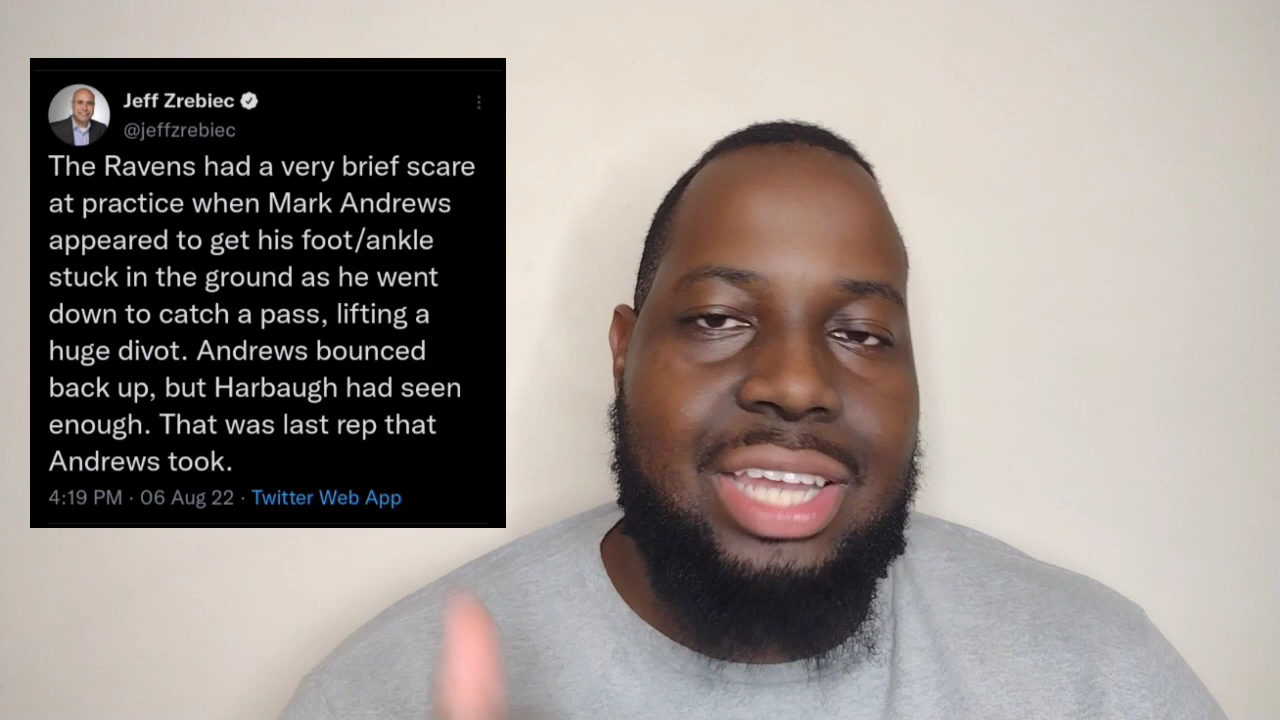 Jeff Zrebiec
@jeffzrebiec
The Ravens had a very brief scare
at practice when Mark Andrews
appeared to get his foot/ankle
stuck in the ground as he went
down to catch a pass, lifting a
huge divot. Andrews bounced
back up, but Harbaugh had seen
enough. That was last rep that
Andrews took.
4:19 PM · 06 Aug 22 · Twitter Web App